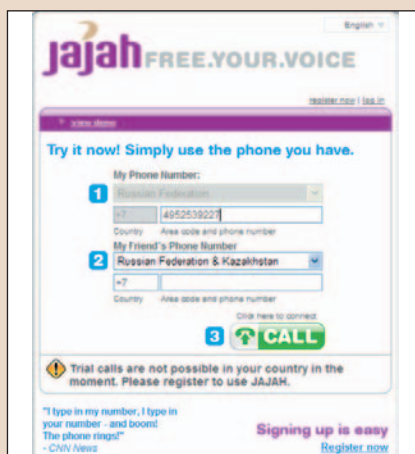 English
jajah FREE.YOUR.VOICE
register now | log in
view demo
Try it now! Simply use the phone you have.
My Phone Number:
1
Russian Federation
+7 4952539227
Country Area code and phone number
My Friend's Phone Number
2
Russian Federation & Kazakhstan
+7
Country Area code and phone number
Click here to connect
3 CALL
Trial calls are not possible in your country in the
moment. Please register to use JAJAH.
"I type in my number, I type in
your number - and boom!
The phone rings!"
- CNN News
Signing up is easy
Register now